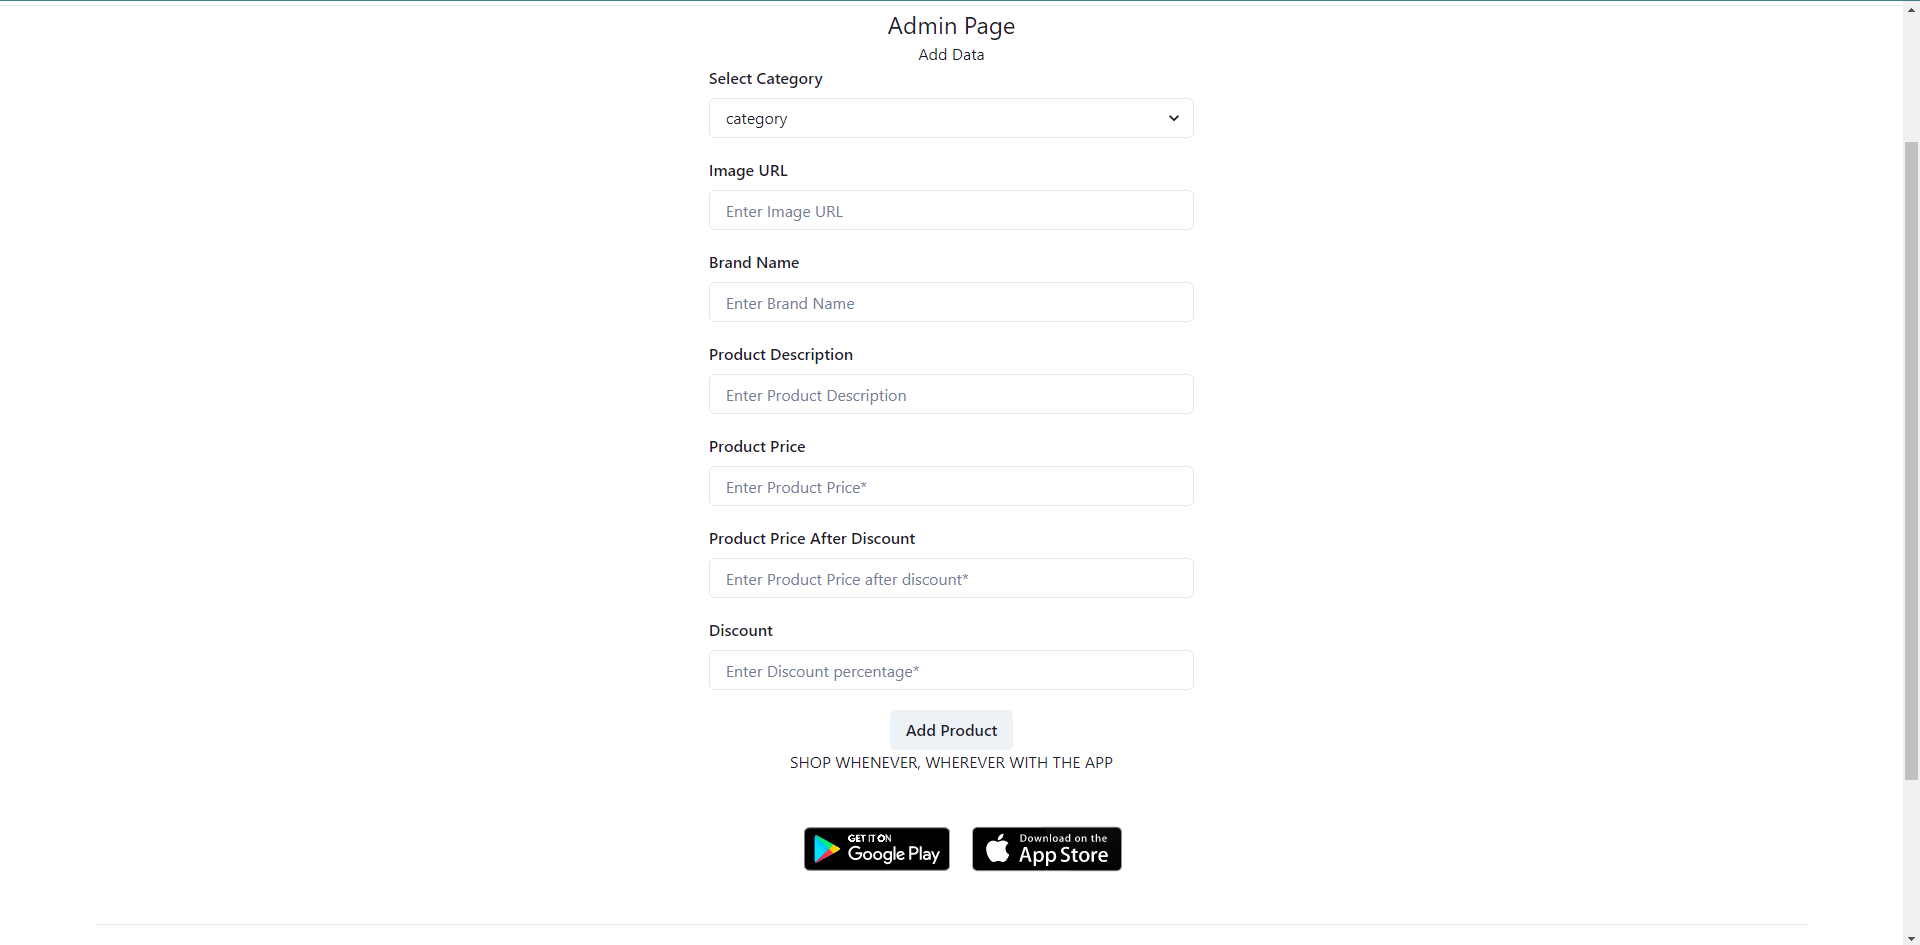 Admin Page
Add Data
Select Category
category
Image URL
Enter Image URL
Brand Name
Enter Brand Name
Product Description
Enter Product Description
Product Price
Enter Product Price*
Product Price After Discount
Enter Product Price after discount*
Discount
Enter Discount percentage*
Add Product
SHOP WHENEVER, WHEREVER WITH THE APP
GET IT ON
Google Play
Download on the
App Store